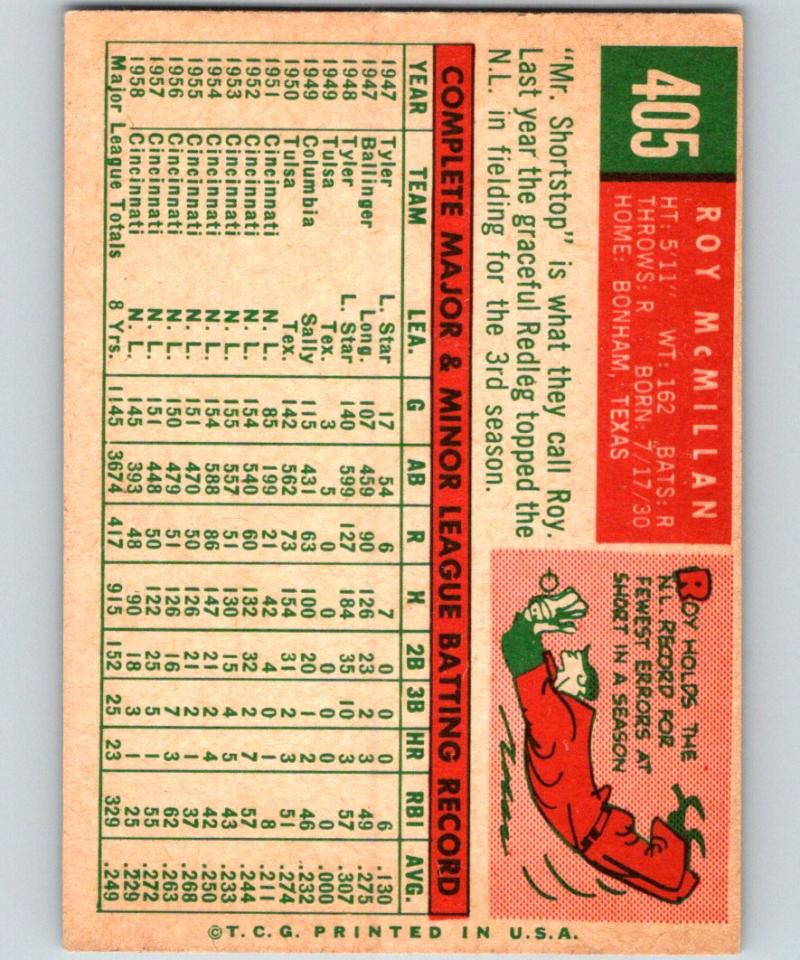 405
ROY McMILLAN
HT: 5'11" WT: 162 BATS: R
THROWS: R BORN: 7/17/30
HOME: BONHAM, TEXAS
"Mr. Shortstop" is what they call Roy.
Last year the graceful Redleg topped the
N.L. in fielding for the 3rd season.
ROY HOLDS THE
N.L. RECORD FOR
FEWEST ERRORS AT
SHORT IN A SEASON
COMPLETE MAJOR & MINOR LEAGUE BATTING RECORD
YEAR TEAM LEA. G AB R H 2B 3B HR RBI AVG.
1947 Tyler L. Star 17 54 6 7 0 0 0 6 .130
1947 Ballinger Long. 107 459 90 126 23 2 3 49 .275
1948 Tyler L. Star 140 599 127 184 35 10 3 57 .307
1949 Tulsa Tex. 3 5 0 0 0 0 0 0 .000
1949 Columbia Sally 115 431 63 100 20 1 2 46 .232
1950 Tulsa Tex. 142 562 73 154 31 2 3 51 .274
1951 Cincinnati N.L. 85 199 21 42 4 0 1 8 .211
1952 Cincinnati N.L. 154 540 60 132 32 2 7 57 .244
1953 Cincinnati N.L. 155 557 51 130 15 4 5 43 .233
1954 Cincinnati N.L. 154 588 86 147 21 2 4 42 .250
1955 Cincinnati N.L. 151 470 50 126 21 2 1 37 .268
1956 Cincinnati N.L. 150 479 51 126 16 7 3 62 .263
1957 Cincinnati N.L. 151 448 50 122 25 5 1 55 .272
1958 Cincinnati N.L. 145 393 48 90 18 3 1 25 .229
Major League Totals 8 Yrs. 1145 3674 417 915 152 25 23 329 .249
©T.C.G. PRINTED IN U.S.A.